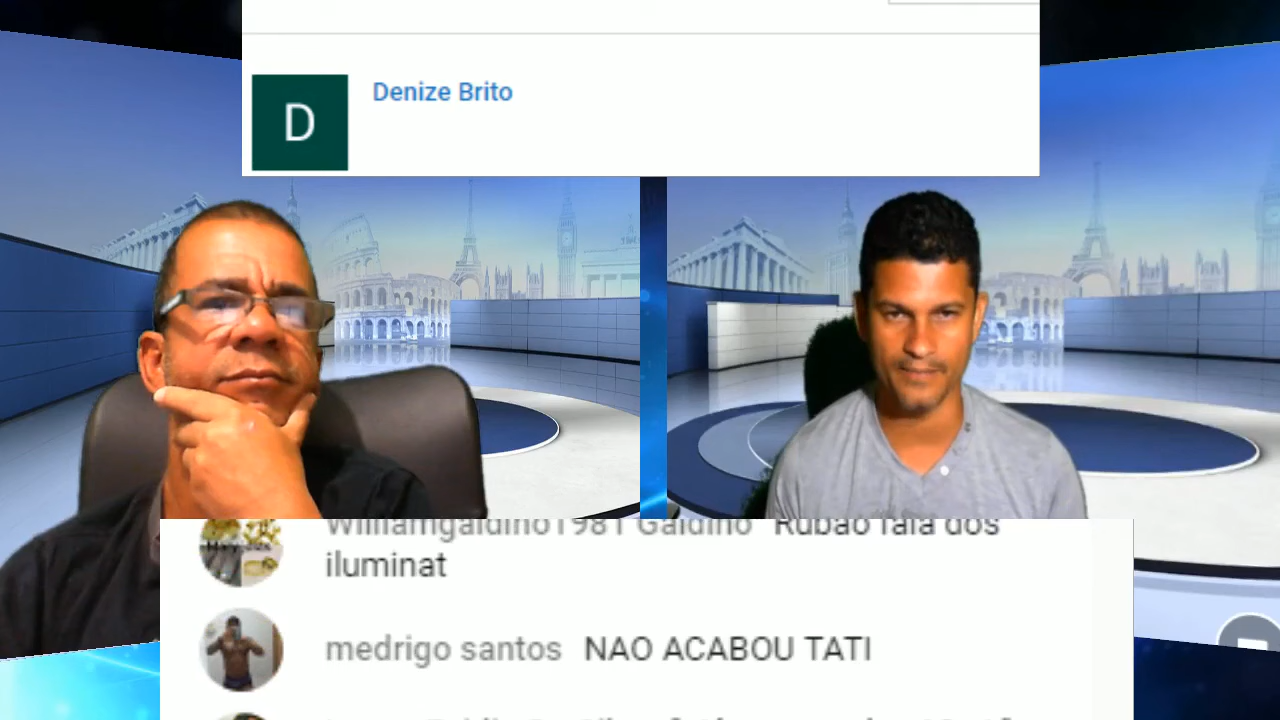 D
Denize Brito
Williamgaldino1981 Galdino Rubão fala dos
iluminat
medrigo santos NAO ACABOU TATI